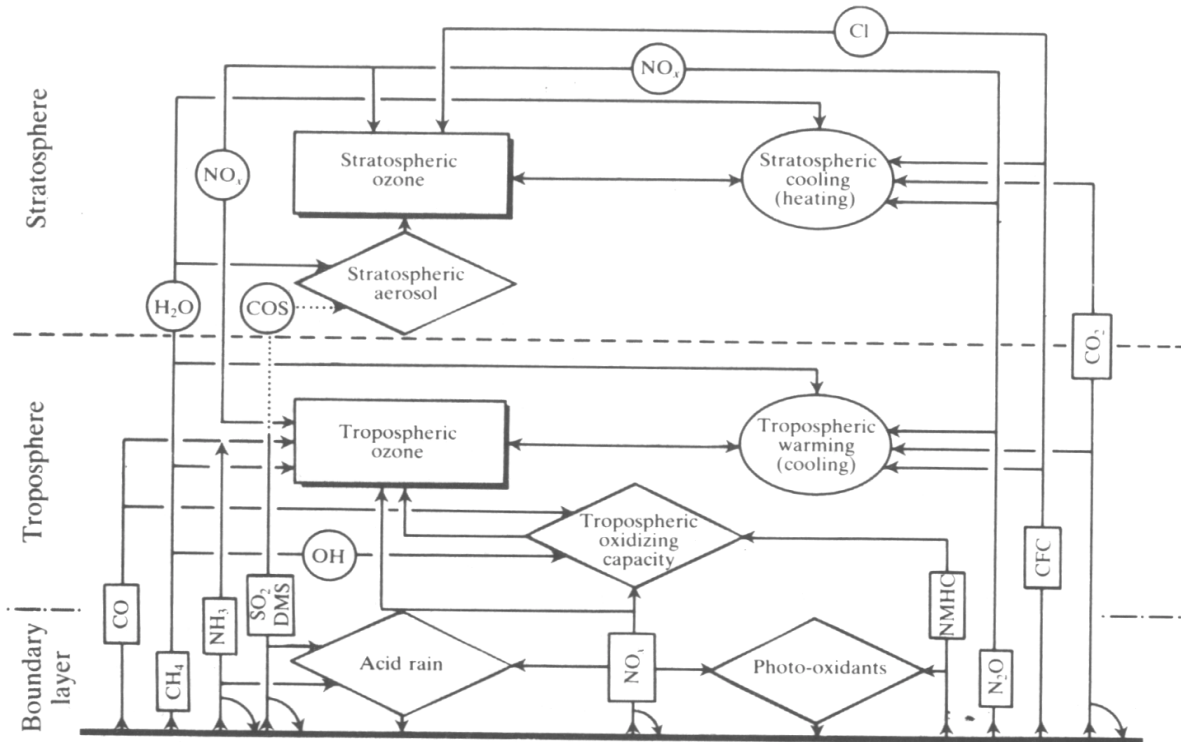 Cl
NOₓ
Stratosphere
NOₓ
Stratospheric
ozone
Stratospheric
cooling
(heating)
Stratospheric
aerosol
H₂O
COS
CO₂
Troposphere
Tropospheric
ozone
Tropospheric
warming
(cooling)
Tropospheric
oxidizing
capacity
OH
CFC
CO
NH₃
SO₂
DMS
NMHC
Boundary
layer
CH₄
Acid rain
NOₓ
Photo-oxidants
N₂O